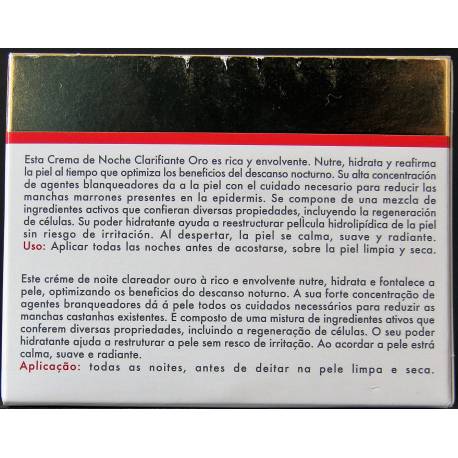 Esta Crema de Noche Clarifiante Oro es rica y envolvente. Nutre, hidrata y reafirma
la piel al tiempo que optimiza los beneficios del descanso nocturno. Su alta concentración
de agentes blanqueadores da a la piel con el cuidado necesario para reducir las
manchas marrones presentes en la epidermis. Se compone de una mezcla de
ingredientes activos que confieran diversas propiedades, incluyendo la regeneración
de células. Su poder hidratante ayuda a reestructurar película hidrolipídica de la piel
sin riesgo de irritación. Al despertar, la piel se calma, suave y radiante.
Uso: Aplicar todas las noches antes de acostarse, sobre la piel limpia y seca.
Este créme de noite clareador ouro à rico e envolvente nutre, hidrata e fortalece a
pele, optimizando os beneficios do descanso noturno. A sua forte concentração de
agentes branqueadores dá á pele todos os cuidados necessários para reduzir as
manchas castanhas existentes. É composto de uma mistura de ingredientes ativos que
conferem diversas propriedades, incluindo a regeneração de células. O seu poder
hidratante ajuda a restruturar a pele sem resco de irritação. Ao acordar a pele estrá
calma, suave e radiante.
Aplicação: todas as noites, antes de deitar na pele limpa e seca.